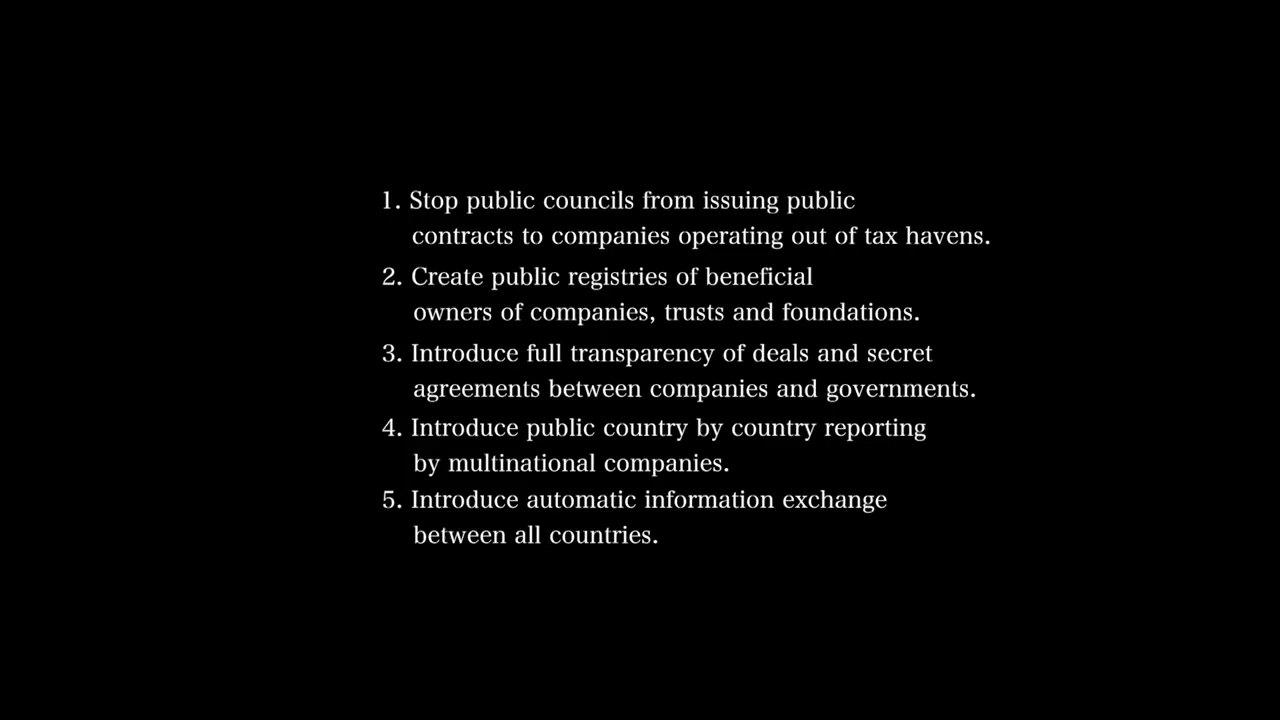 1. Stop public councils from issuing public
contracts to companies operating out of tax havens.
2. Create public registries of beneficial
owners of companies, trusts and foundations.
3. Introduce full transparency of deals and secret
agreements between companies and governments.
4. Introduce public country by country reporting
by multinational companies.
5. Introduce automatic information exchange
between all countries.